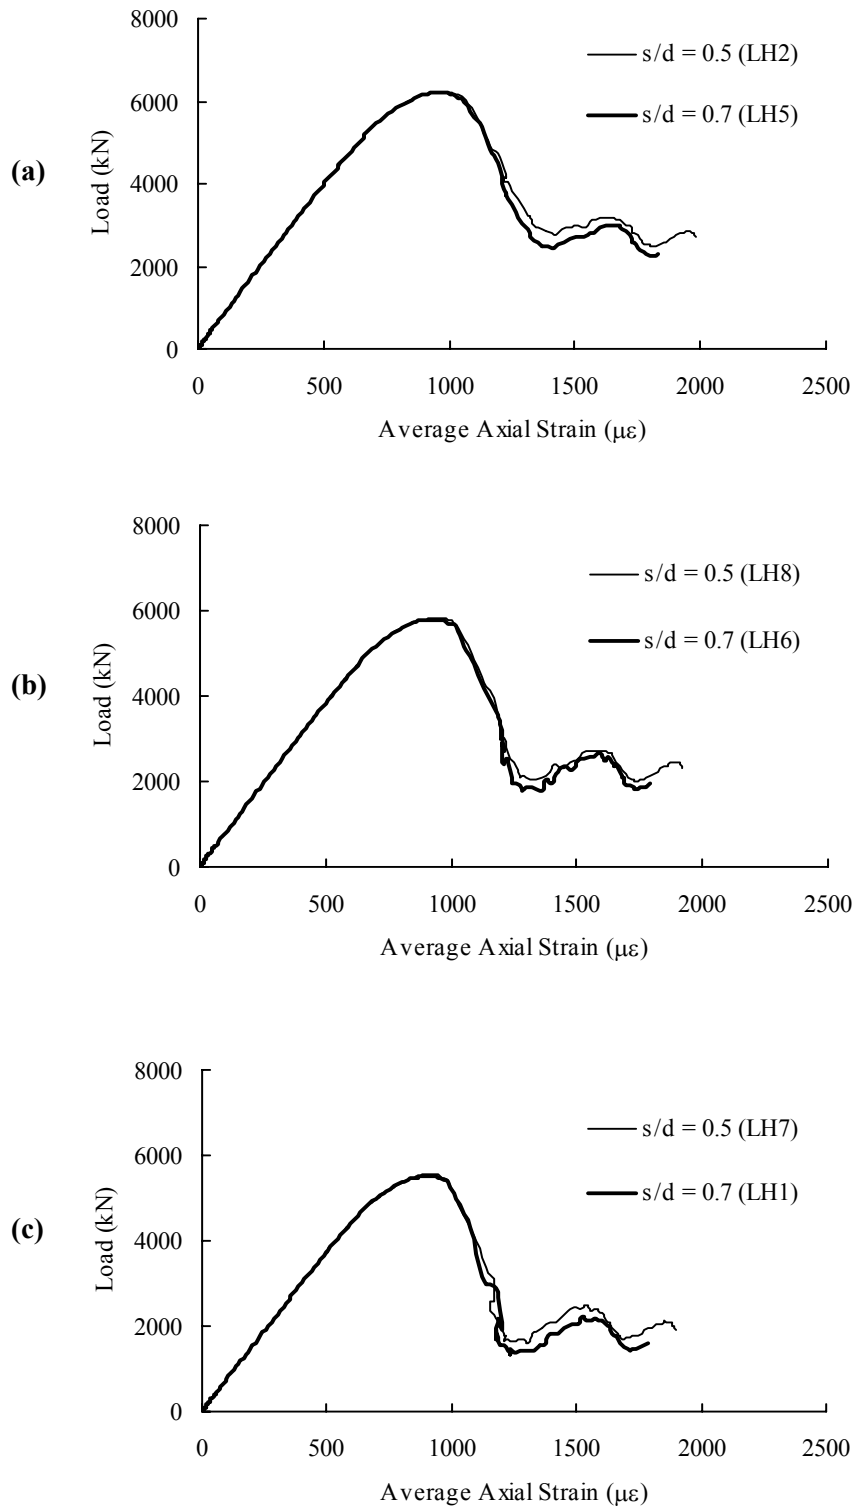 8000
s/d = 0.5 (LH2)
6000
s/d = 0.7 (LH5)
(a)
Load (kN)
4000
2000
0
0 500 1000 1500 2000 2500
Average Axial Strain (με)
8000
s/d = 0.5 (LH8)
6000
s/d = 0.7 (LH6)
(b)
Load (kN)
4000
2000
0
0 500 1000 1500 2000 2500
Average Axial Strain (με)
8000
s/d = 0.5 (LH7)
6000
s/d = 0.7 (LH1)
(c)
Load (kN)
4000
2000
0
0 500 1000 1500 2000 2500
Average Axial Strain (με)